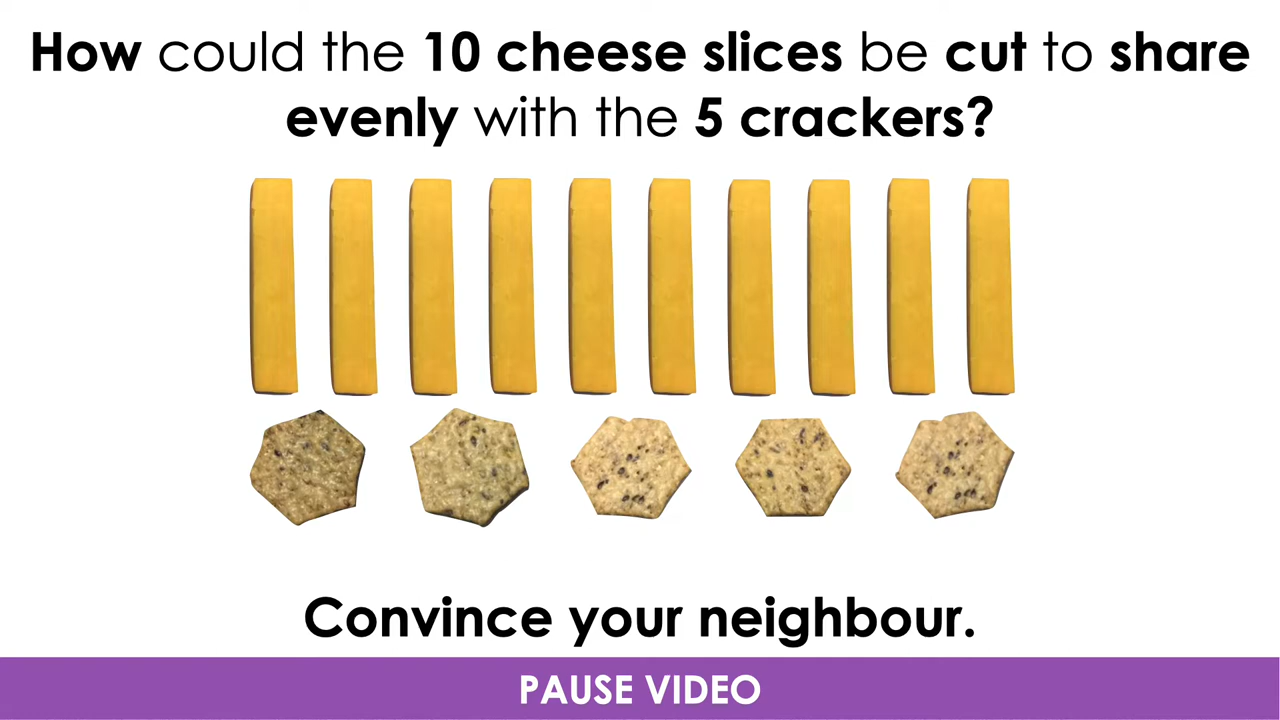 How could the 10 cheese slices be cut to share
evenly with the 5 crackers?
Convince your neighbour.
PAUSE VIDEO